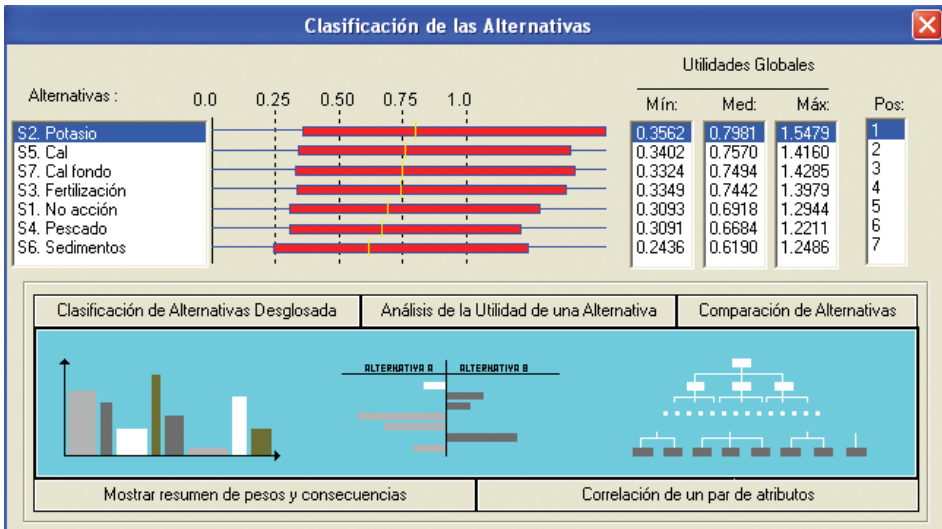 Clasificación de las Alternativas
Utilidades Globales
Alternativas : 0.0 0.25 0.50 0.75 1.0 Mín: Med: Máx: Pos:
S2. Potasio 0.3562 0.7981 1.5479 1
S5. Cal 0.3402 0.7570 1.4160 2
S7. Cal fondo 0.3324 0.7494 1.4285 3
S3. Fertilización 0.3349 0.7442 1.3979 4
S1. No acción 0.3093 0.6918 1.2944 5
S4. Pescado 0.3091 0.6684 1.2211 6
S6. Sedimentos 0.2436 0.6190 1.2486 7
Clasificación de Alternativas Desglosada Análisis de la Utilidad de una Alternativa Comparación de Alternativas
ALTERNATIVA A ALTERNATIVA B
Mostrar resumen de pesos y consecuencias Correlación de un par de atributos